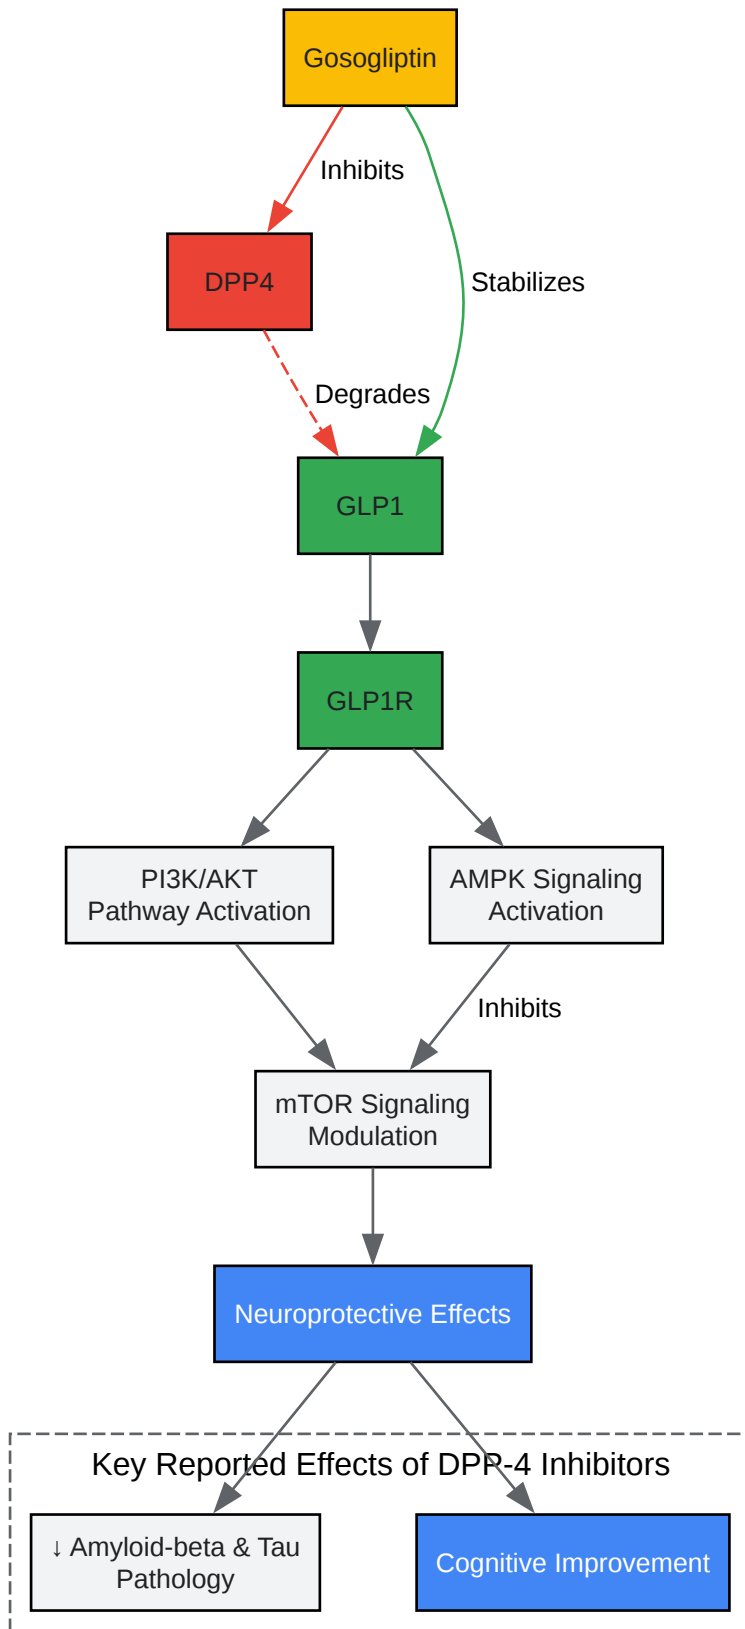 Gosogliptin
Inhibits
DPP4
Stabilizes
Degrades
GLP1
GLP1R
PI3K/AKT
Pathway Activation
AMPK Signaling
Activation
Inhibits
mTOR Signaling
Modulation
Neuroprotective Effects
Key Reported Effects of DPP-4 Inhibitors
↓ Amyloid-beta & Tau
Pathology
Cognitive Improvement